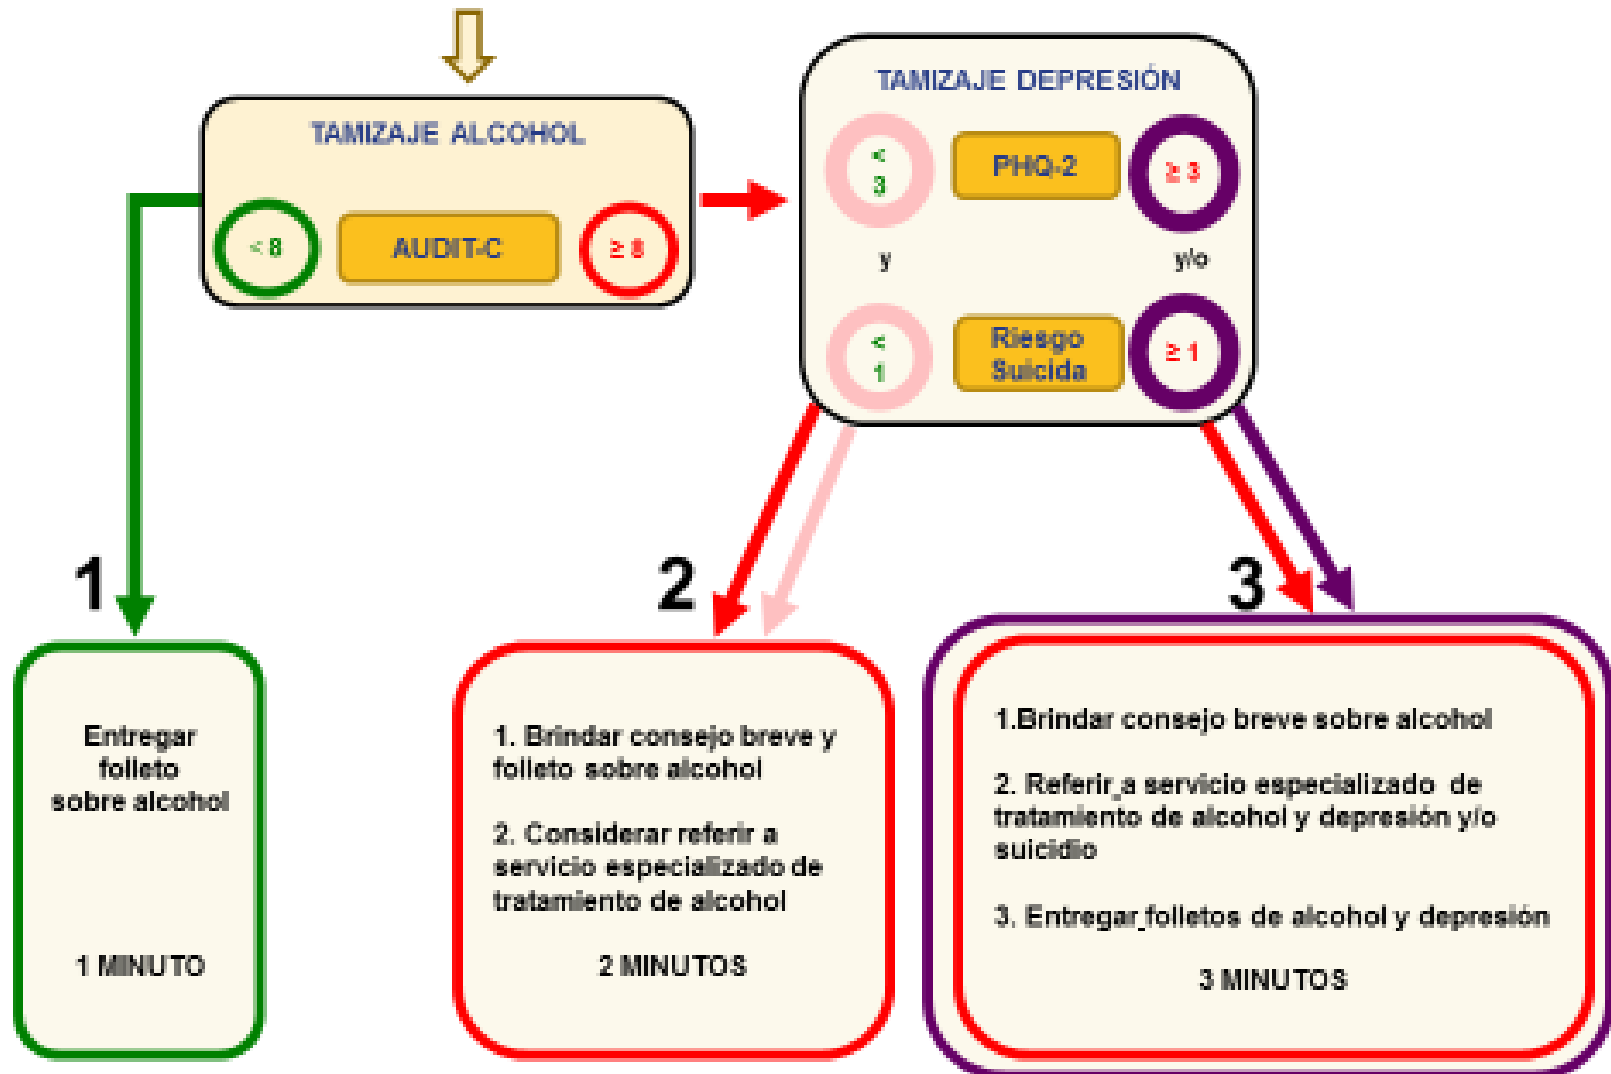 TAMIZAJE ALCOHOL
< 8
AUDIT-C
≥ 8
TAMIZAJE DEPRESIÓN
<
3
PHQ-2
≥ 3
y
y/o
<
1
Riesgo
Suicida
≥ 1
1
Entregar
folleto
sobre alcohol
1 MINUTO
2
1. Brindar consejo breve y
folleto sobre alcohol
2. Considerar referir a
servicio especializado de
tratamiento de alcohol
2 MINUTOS
3
1.Brindar consejo breve sobre alcohol
2. Referir a servicio especializado de
tratamiento de alcohol y depresión y/o
suicidio
3. Entregar folletos de alcohol y depresión
3 MINUTOS